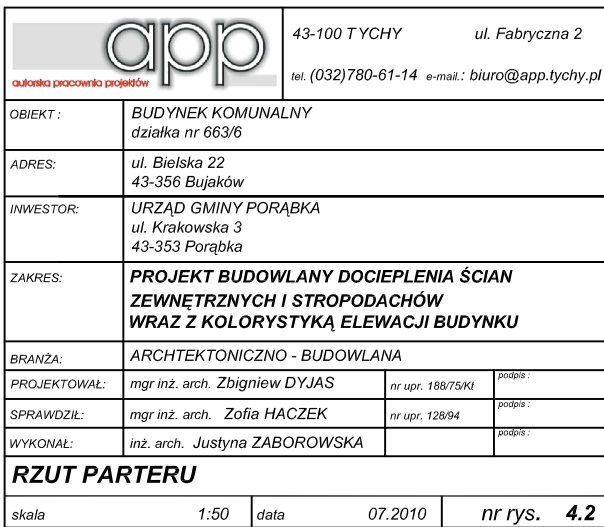 app
autorska pracownia projektów
43-100 TYCHY ul. Fabryczna 2
tel. (032)780-61-14 e-mail.: biuro@app.tychy.pl
OBIEKT : BUDYNEK KOMUNALNY
działka nr 663/6
ADRES: ul. Bielska 22
43-356 Bujaków
INWESTOR: URZĄD GMINY PORĄBKA
ul. Krakowska 3
43-353 Porąbka
ZAKRES: PROJEKT BUDOWLANY DOCIEPLENIA ŚCIAN
ZEWNĘTRZNYCH I STROPODACHÓW
WRAZ Z KOLORYSTYKĄ ELEWACJI BUDYNKU
BRANŻA: ARCHTEKTONICZNO - BUDOWLANA
PROJEKTOWAŁ: mgr inż. arch. Zbigniew DYJAS nr upr. 188/75/Kt podpis :
SPRAWDZIŁ: mgr inż. arch. Zofia HACZEK nr upr. 128/94 podpis :
WYKONAŁ: inż. arch. Justyna ZABOROWSKA podpis :
RZUT PARTERU
skala 1:50 data 07.2010 nr rys. 4.2